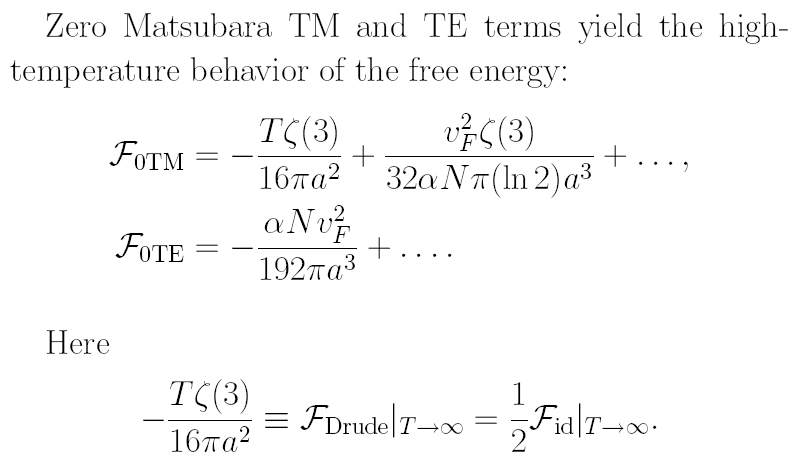 Zero Matsubara TM and TE terms yield the high-
temperature behavior of the free energy:
$\mathcal{F}_{0\mathrm{TM}} = -\frac{T\zeta(3)}{16\pi a^2} + \frac{v_F^2 \zeta(3)}{32\alpha N \pi (\ln 2) a^3} + \ldots,$
$\mathcal{F}_{0\mathrm{TE}} = -\frac{\alpha N v_F^2}{192\pi a^3} + \ldots.$
Here
$-\frac{T\zeta(3)}{16\pi a^2} \equiv \mathcal{F}_{\mathrm{Drude}}|_{T\to\infty} = \frac{1}{2}\mathcal{F}_{\mathrm{id}}|_{T\to\infty}.$